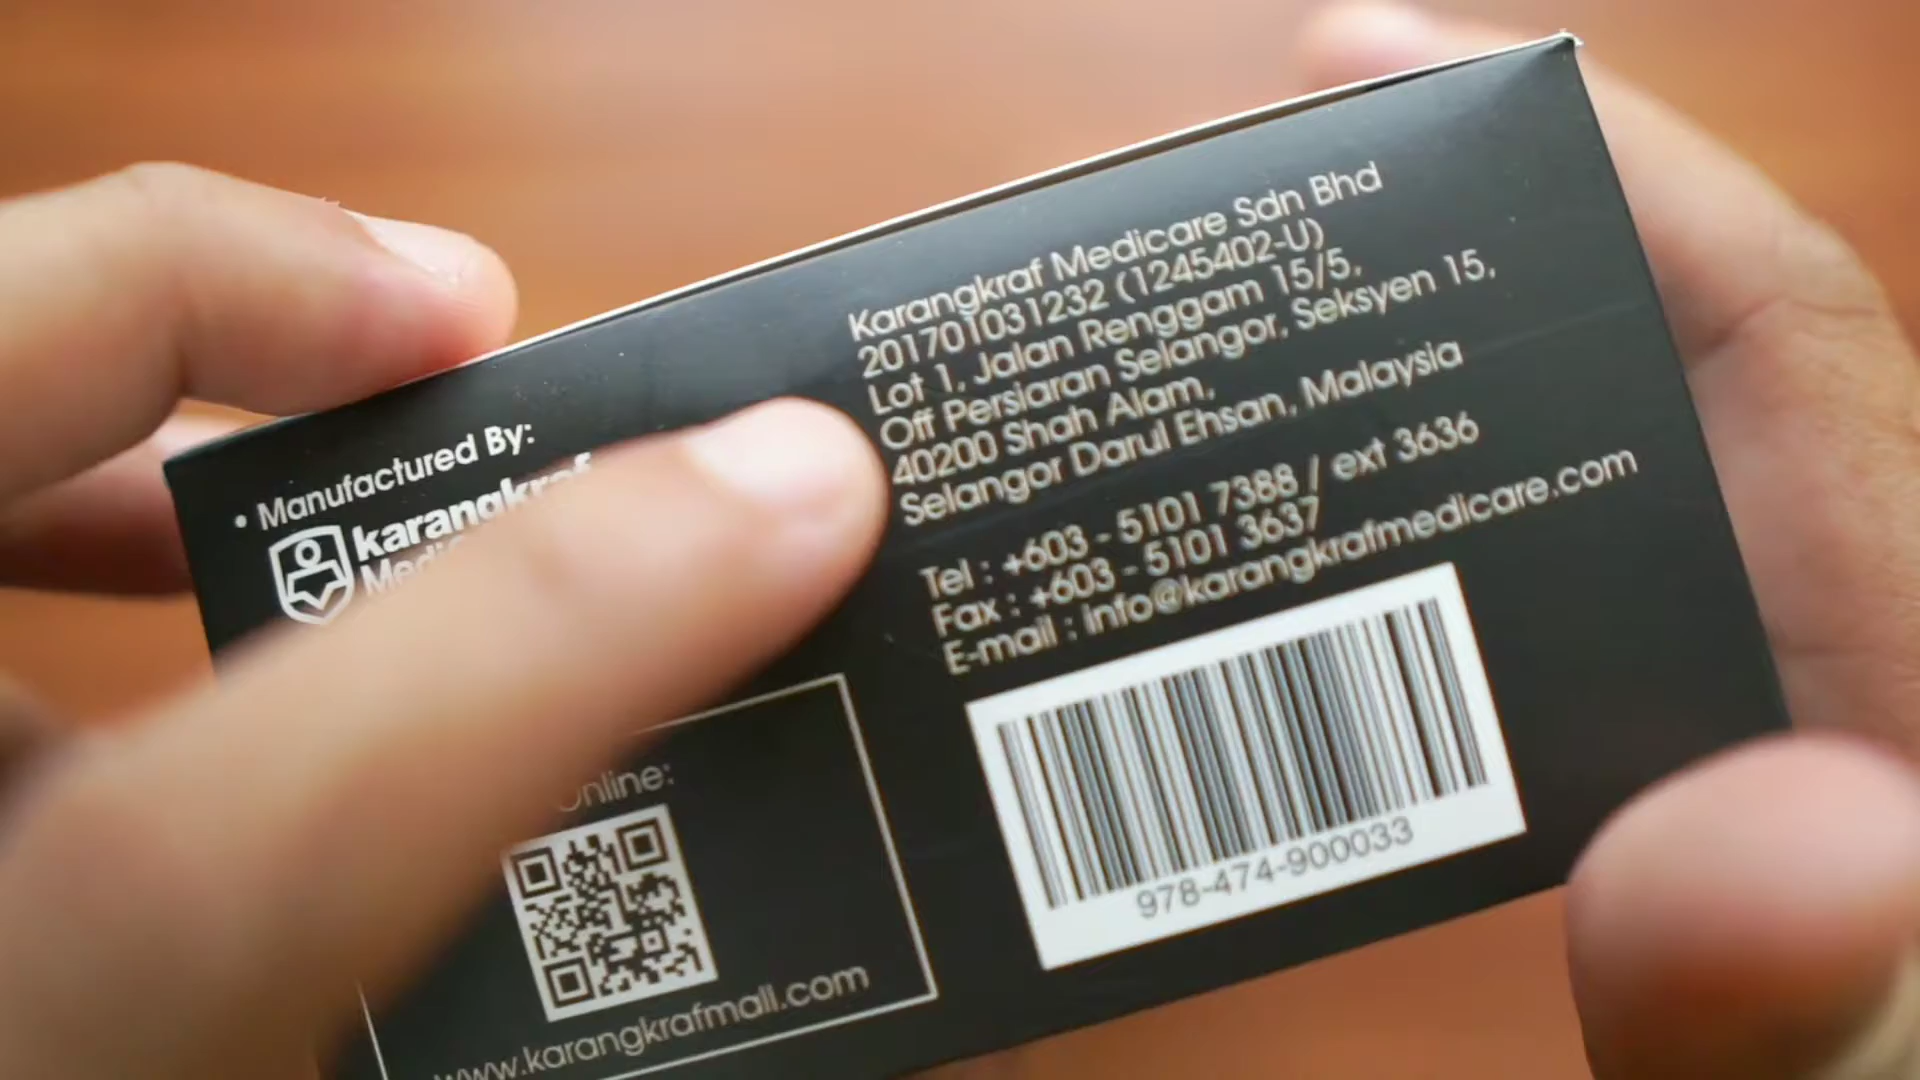 • Manufactured By:
karangkraf
Karangkraf Medicare Sdn Bhd
201701031232 (1245402-U)
Lot 1, Jalan Renggam 15/5,
Off Persiaran Selangor, Seksyen 15,
40200 Shah Alam,
Selangor Darul Ehsan, Malaysia
Tel : +603 - 5101 7388 / ext 3636
Fax : +603 - 5101 3637
E-mail : info@karangkrafmedicare.com
978-474-900033
Online:
www.karangkrafmall.com